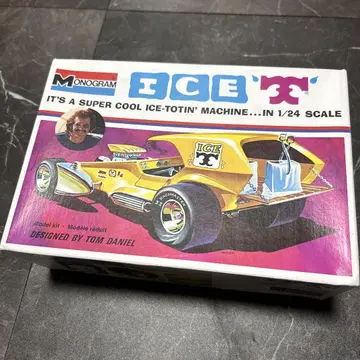 MONOGRAM
ICE "T"
IT'S A SUPER COOL ICE-TOTIN' MACHINE...IN 1/24 SCALE
ICE
T
Model kit - Modèle réduit
DESIGNED BY TOM DANIEL